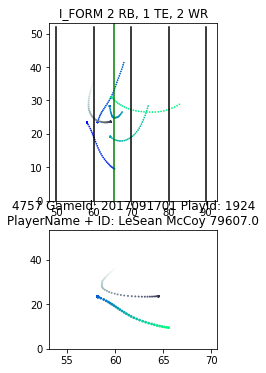 I_FORM 2 RB, 1 TE, 2 WR
50
40
30
20
10
0
50 60 70 80 90
4757 GameId: 2017091701 PlayId: 1924
PlayerName + ID: LeSean McCoy 79607.0
40
20
0
55 60 65 70